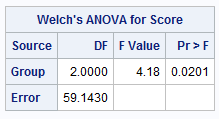 Welch's ANOVA for Score
Source DF F Value Pr > F
Group 2.0000 4.18 0.0201
Error 59.1430